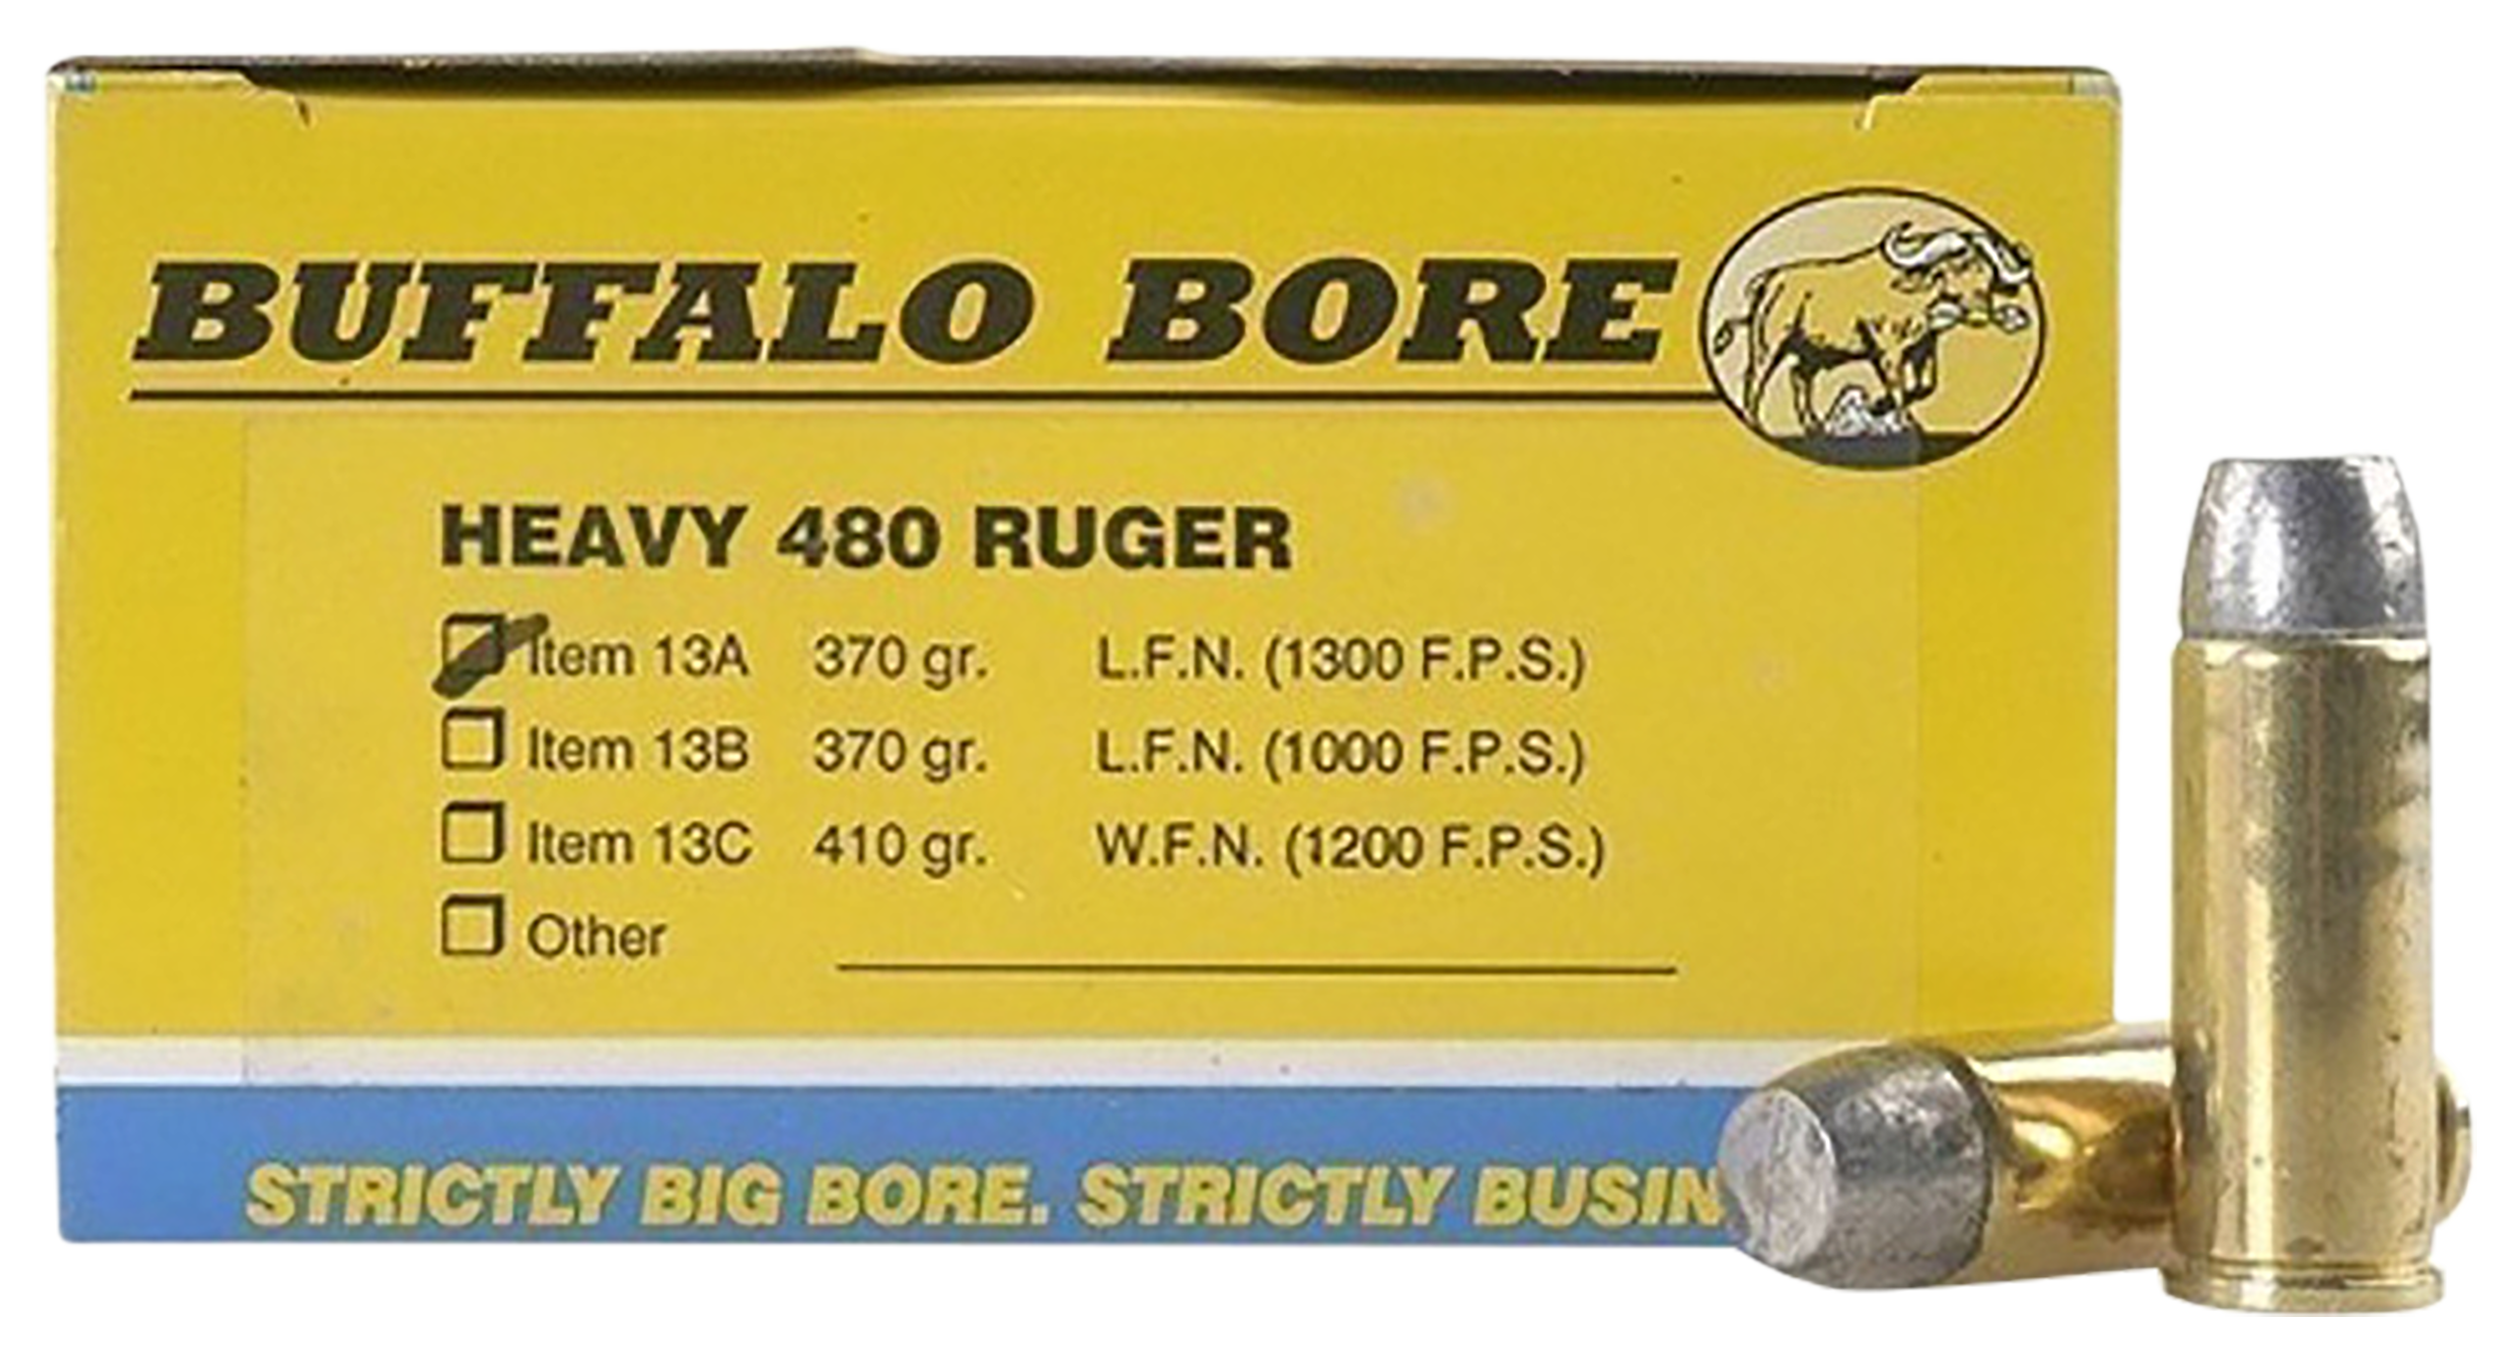 BUFFALO BORE
HEAVY 480 RUGER
Item 13A 370 gr. L.F.N. (1300 F.P.S.)
Item 13B 370 gr. L.F.N. (1000 F.P.S.)
Item 13C 410 gr. W.F.N. (1200 F.P.S.)
Other
STRICTLY BIG BORE. STRICTLY BUSIN